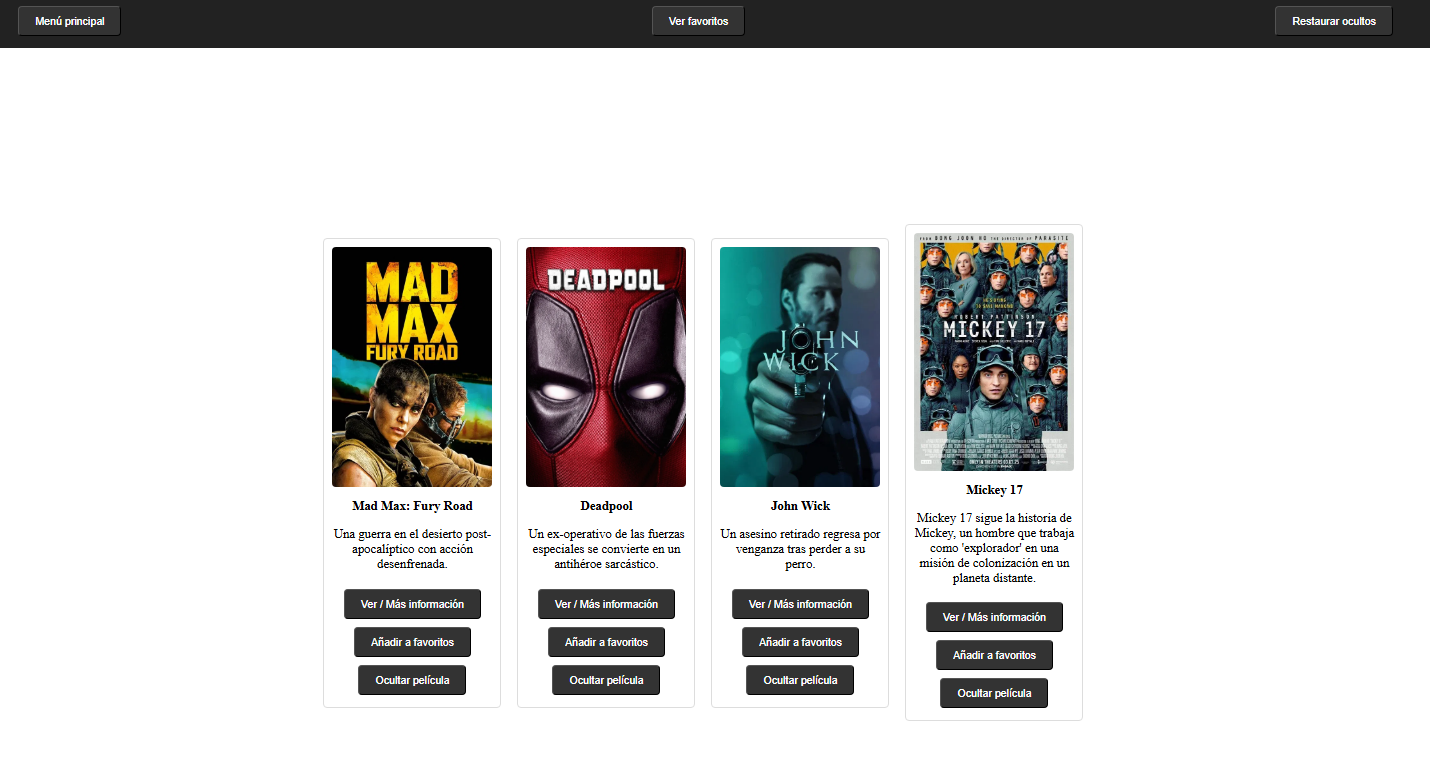 Menú principal
Ver favoritos
Restaurar ocultos
MAD
MAX
FURY ROAD
Mad Max: Fury Road
Una guerra en el desierto post-
apocalíptico con acción
desenfrenada.
Ver / Más información
Añadir a favoritos
Ocultar película
DEADPOOL
Deadpool
Un ex-operativo de las fuerzas
especiales se convierte en un
antihéroe sarcástico.
Ver / Más información
Añadir a favoritos
Ocultar película
JOHN
WICK
John Wick
Un asesino retirado regresa por
venganza tras perder a su
perro.
Ver / Más información
Añadir a favoritos
Ocultar película
FROM BONG JOON HO THE DIRECTOR OF PARASITE
HE'S DYING
TO SAVE MANKIND
ROBERT PATTINSON
MICKEY 17
Mickey 17
Mickey 17 sigue la historia de
Mickey, un hombre que trabaja
como 'explorador' en una
misión de colonización en un
planeta distante.
Ver / Más información
Añadir a favoritos
Ocultar película